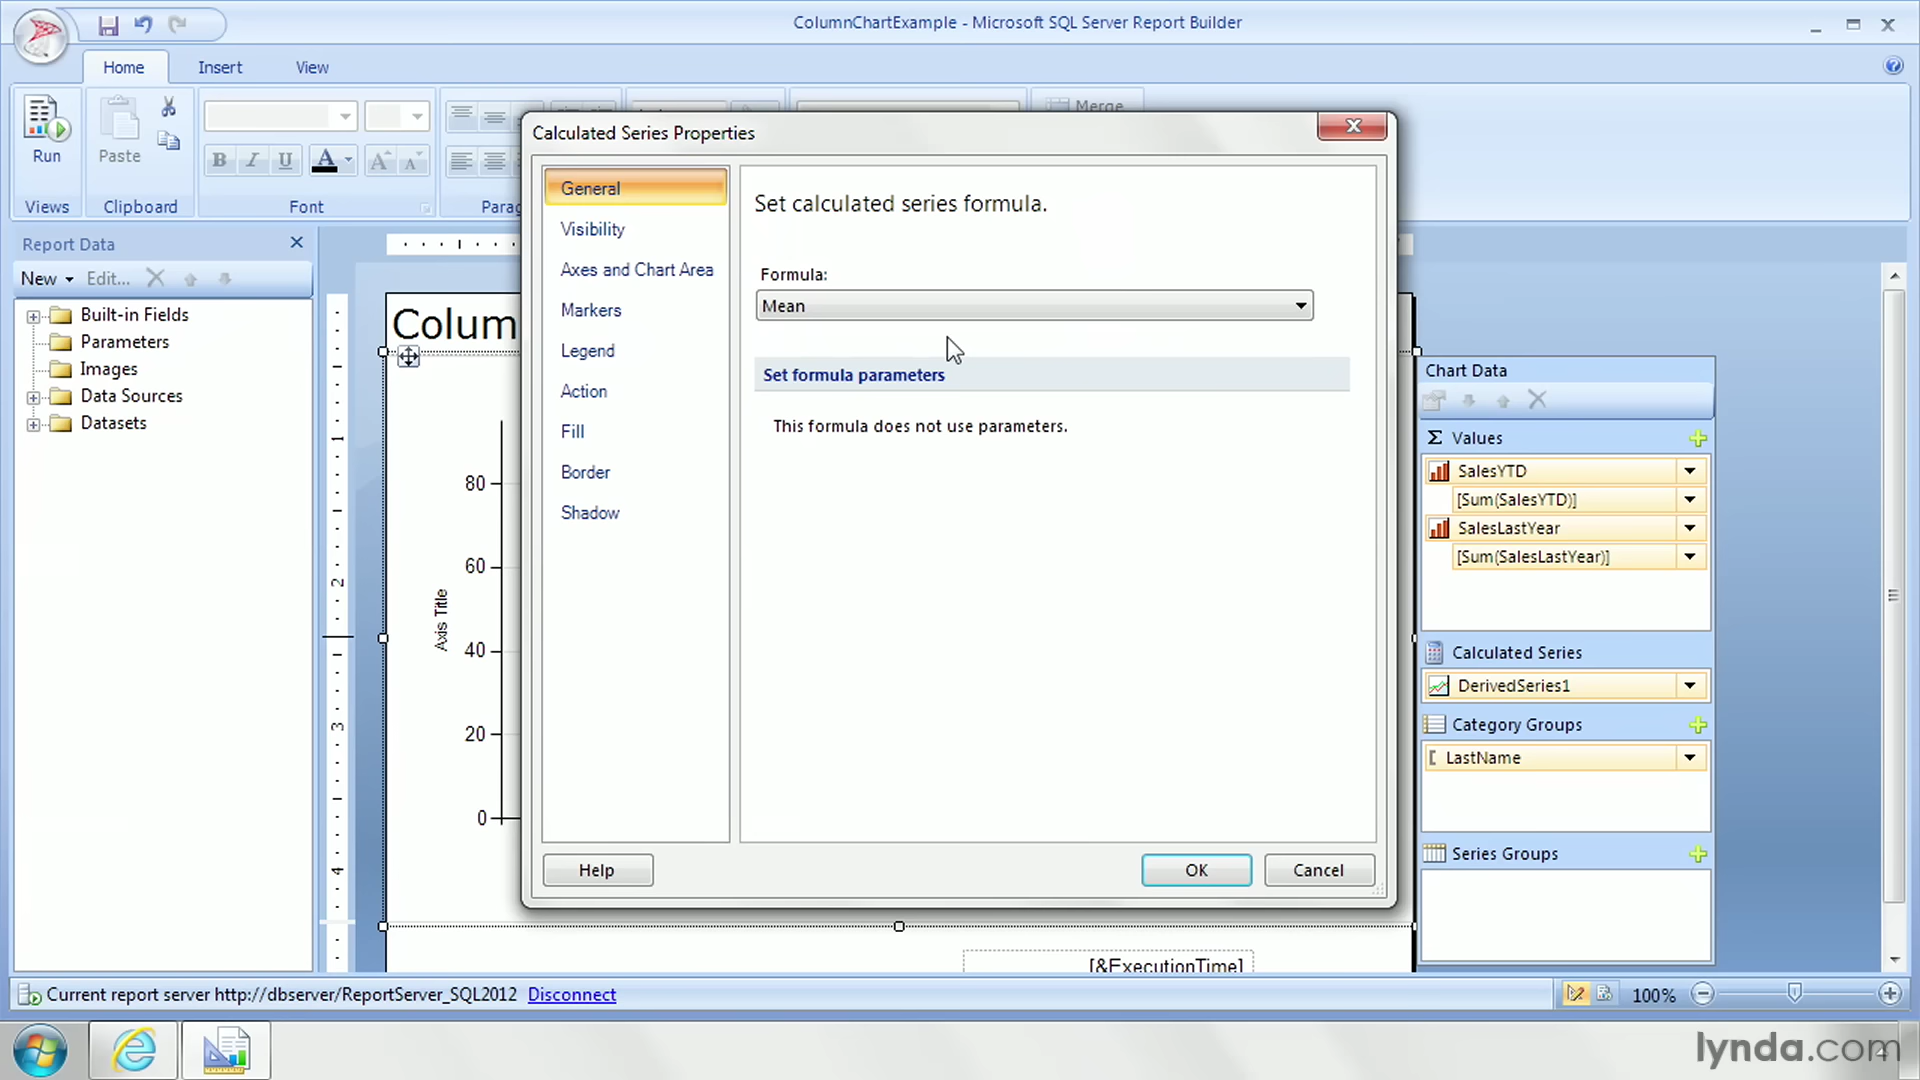 ColumnChartExample - Microsoft SQL Server Report Builder
Home
Insert
View
Run
Paste
B I U A A A
Merge
Views
Clipboard
Font
Parag
Report Data
New
Edit...
Built-in Fields
Parameters
Images
Data Sources
Datasets
Colum
80
60
40
20
0
Axis Title
1
2
3
4
Calculated Series Properties
General
Visibility
Axes and Chart Area
Markers
Legend
Action
Fill
Border
Shadow
Set calculated series formula.
Formula:
Mean
Set formula parameters
This formula does not use parameters.
Help
OK
Cancel
Chart Data
Σ Values
SalesYTD
[Sum(SalesYTD)]
SalesLastYear
[Sum(SalesLastYear)]
Calculated Series
DerivedSeries1
Category Groups
LastName
Series Groups
[&ExecutionTime]
Current report server http://dbserver/ReportServer_SQL2012 Disconnect
100%
lynda.com